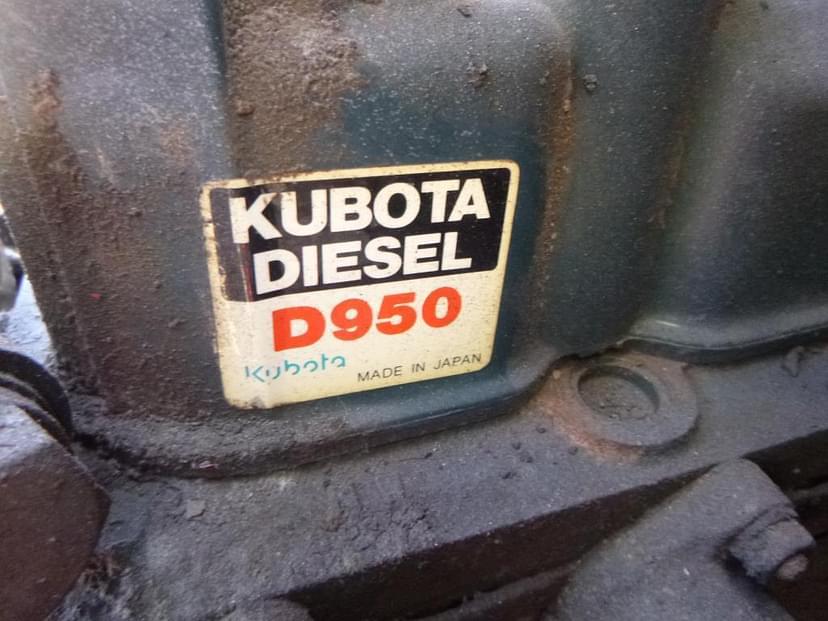 KUBOTA
DIESEL
D950
Kubota MADE IN JAPAN